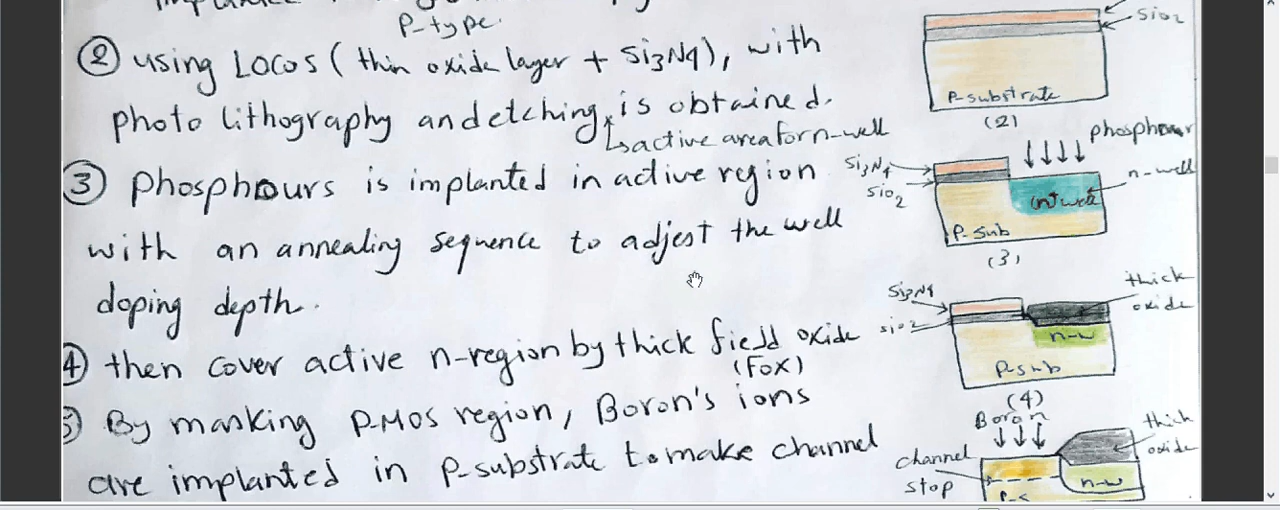 P-type
SiO2
② using LOCOS ( thin oxide layer + Si3N4), with
photo lithography and etching is obtained.
↳ active area for n-well
P-substrate
(2)
phosphour
③ phosphours is implanted in active region
Si3N4
SiO2
n-well
P-sub
(3)
with an annealing sequence to adjest the well
doping depth.
Si3N4
SiO2
thick
oxide
n-w
P-sub
(4)
④ then cover active n-region by thick field oxide
(FOX)
5) By masking P-MOS region, Boron's ions
are implanted in P-substrate to make channel
Boron
channel
stop
thick
oxide
n-w